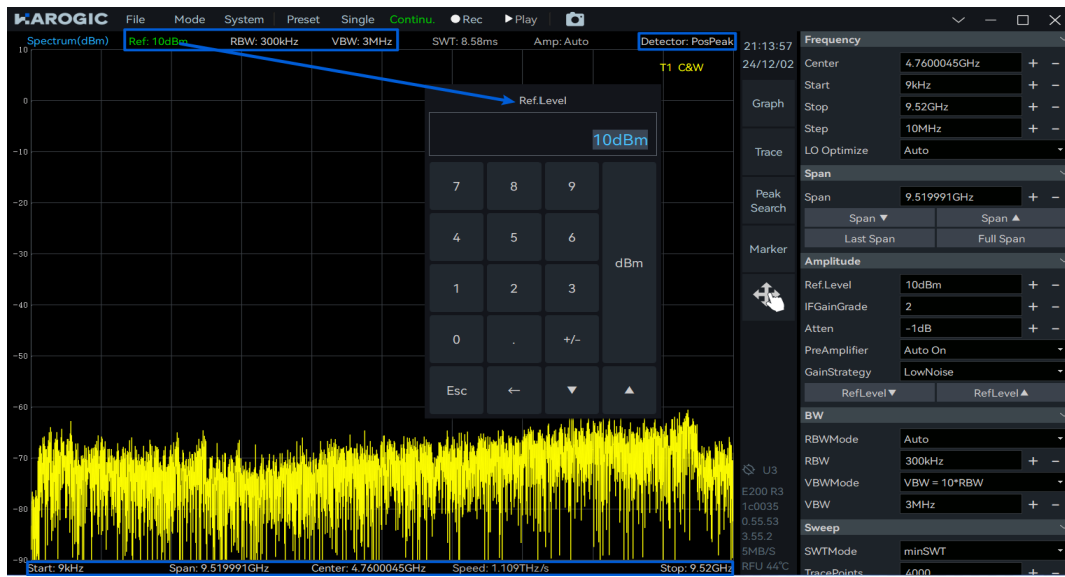 HAROGIC File Mode System Preset Single Continu. Rec Play
Spectrum(dBm) Ref: 10dBm RBW: 300kHz VBW: 3MHz SWT: 8.58ms Amp: Auto Detector: PosPeak
T1 C&W
10
0
-10
-20
-30
-40
-50
-60
-70
-80
-90
Ref.Level
10dBm
7 8 9
4 5 6
dBm
1 2 3
0 . +/-
Esc ← ▼ ▲
Start: 9kHz Span: 9.519991GHz Center: 4.7600045GHz Speed: 1.109THz/s Stop: 9.52GHz
21:13:57
24/12/02
Graph
Trace
Peak
Search
Marker
U3
E200 R3
1c0035
0.55.53
3.55.2
5MB/S
RFU 44°C
Frequency
Center 4.7600045GHz + -
Start 9kHz + -
Stop 9.52GHz + -
Step 10MHz + -
LO Optimize Auto
Span
Span 9.519991GHz + -
Span ▼ Span ▲
Last Span Full Span
Amplitude
Ref.Level 10dBm + -
IFGainGrade 2 + -
Atten -1dB + -
PreAmplifier Auto On
GainStrategy LowNoise
RefLevel▼ RefLevel▲
BW
RBWMode Auto
RBW 300kHz + -
VBWMode VBW = 10*RBW
VBW 3MHz + -
Sweep
SWTMode minSWT
TracePoints 4000 + -